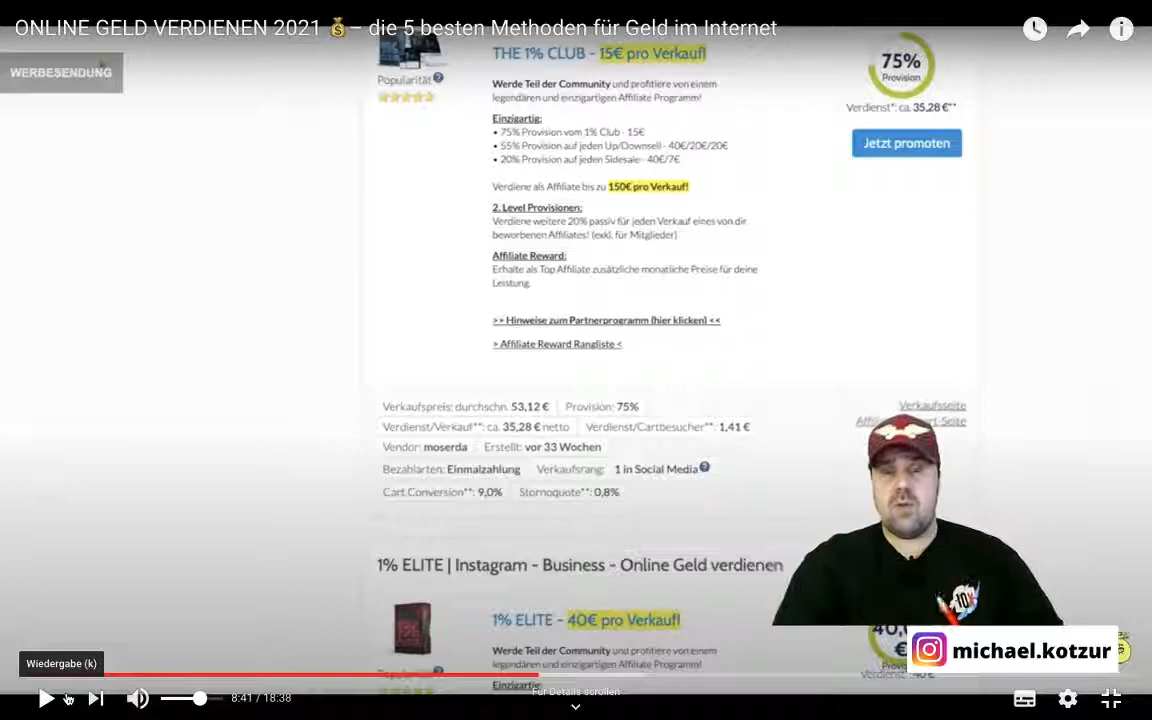 ONLINE GELD VERDIENEN 2021 💰 – die 5 besten Methoden für Geld im Internet
WERBESENDUNG
Popularität
THE 1% CLUB - 15€ pro Verkauf!
Werde Teil der Community und profitiere von einem
legendären und einzigartigen Affiliate Programm!
Einzigartig:
• 75% Provision vom 1% Club - 15€
• 55% Provision auf jeden Up/Downsell - 40€/20€/20€
• 20% Provision auf jeden Sidesale - 40€/7€
Verdiene als Affiliate bis zu 150€ pro Verkauf!
2. Level Provisionen:
Verdiene weitere 20% passiv für jeden Verkauf eines von dir
beworbenen Affiliates! (exkl. für Mitglieder)
Affiliate Reward:
Erhalte als Top Affiliate zusätzliche monatliche Preise für deine
Leistung.
>> Hinweise zum Partnerprogramm (hier klicken) <<
> Affiliate Reward Rangliste <
75%
Provision
Verdienst*: ca. 35,28 €**
Jetzt promoten
Verkaufspreis: durchschn. 53,12 € Provision: 75%
Verdienst/Verkauf**: ca. 35,28 € netto Verdienst/Cartbesucher**: 1,41 €
Vendor: moserda Erstellt: vor 33 Wochen
Bezahlarten: Einmalzahlung Verkaufsrang: 1 in Social Media
Cart Conversion**: 9,0% Stornoquote**: 0,8%
Verkaufsseite
1% ELITE | Instagram - Business - Online Geld verdienen
1% ELITE - 40€ pro Verkauf!
Werde Teil der Community und profitiere von einem
legendären und einzigartigen Affiliate Programm!
Einzigartig:
10X
michael.kotzur
Wiedergabe (k)
8:41 / 18:38
Für Details scrollen